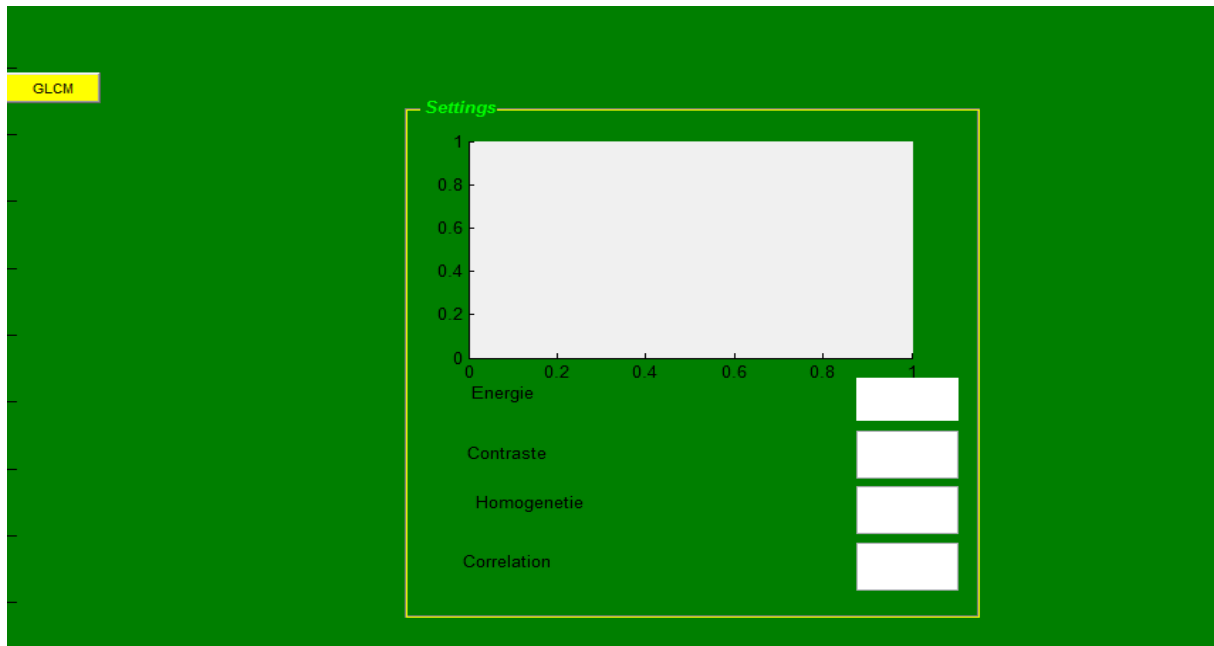 GLCM
Settings
1
0.8
0.6
0.4
0.2
0
0 0.2 0.4 0.6 0.8 1
Energie
Contraste
Homogenetie
Correlation